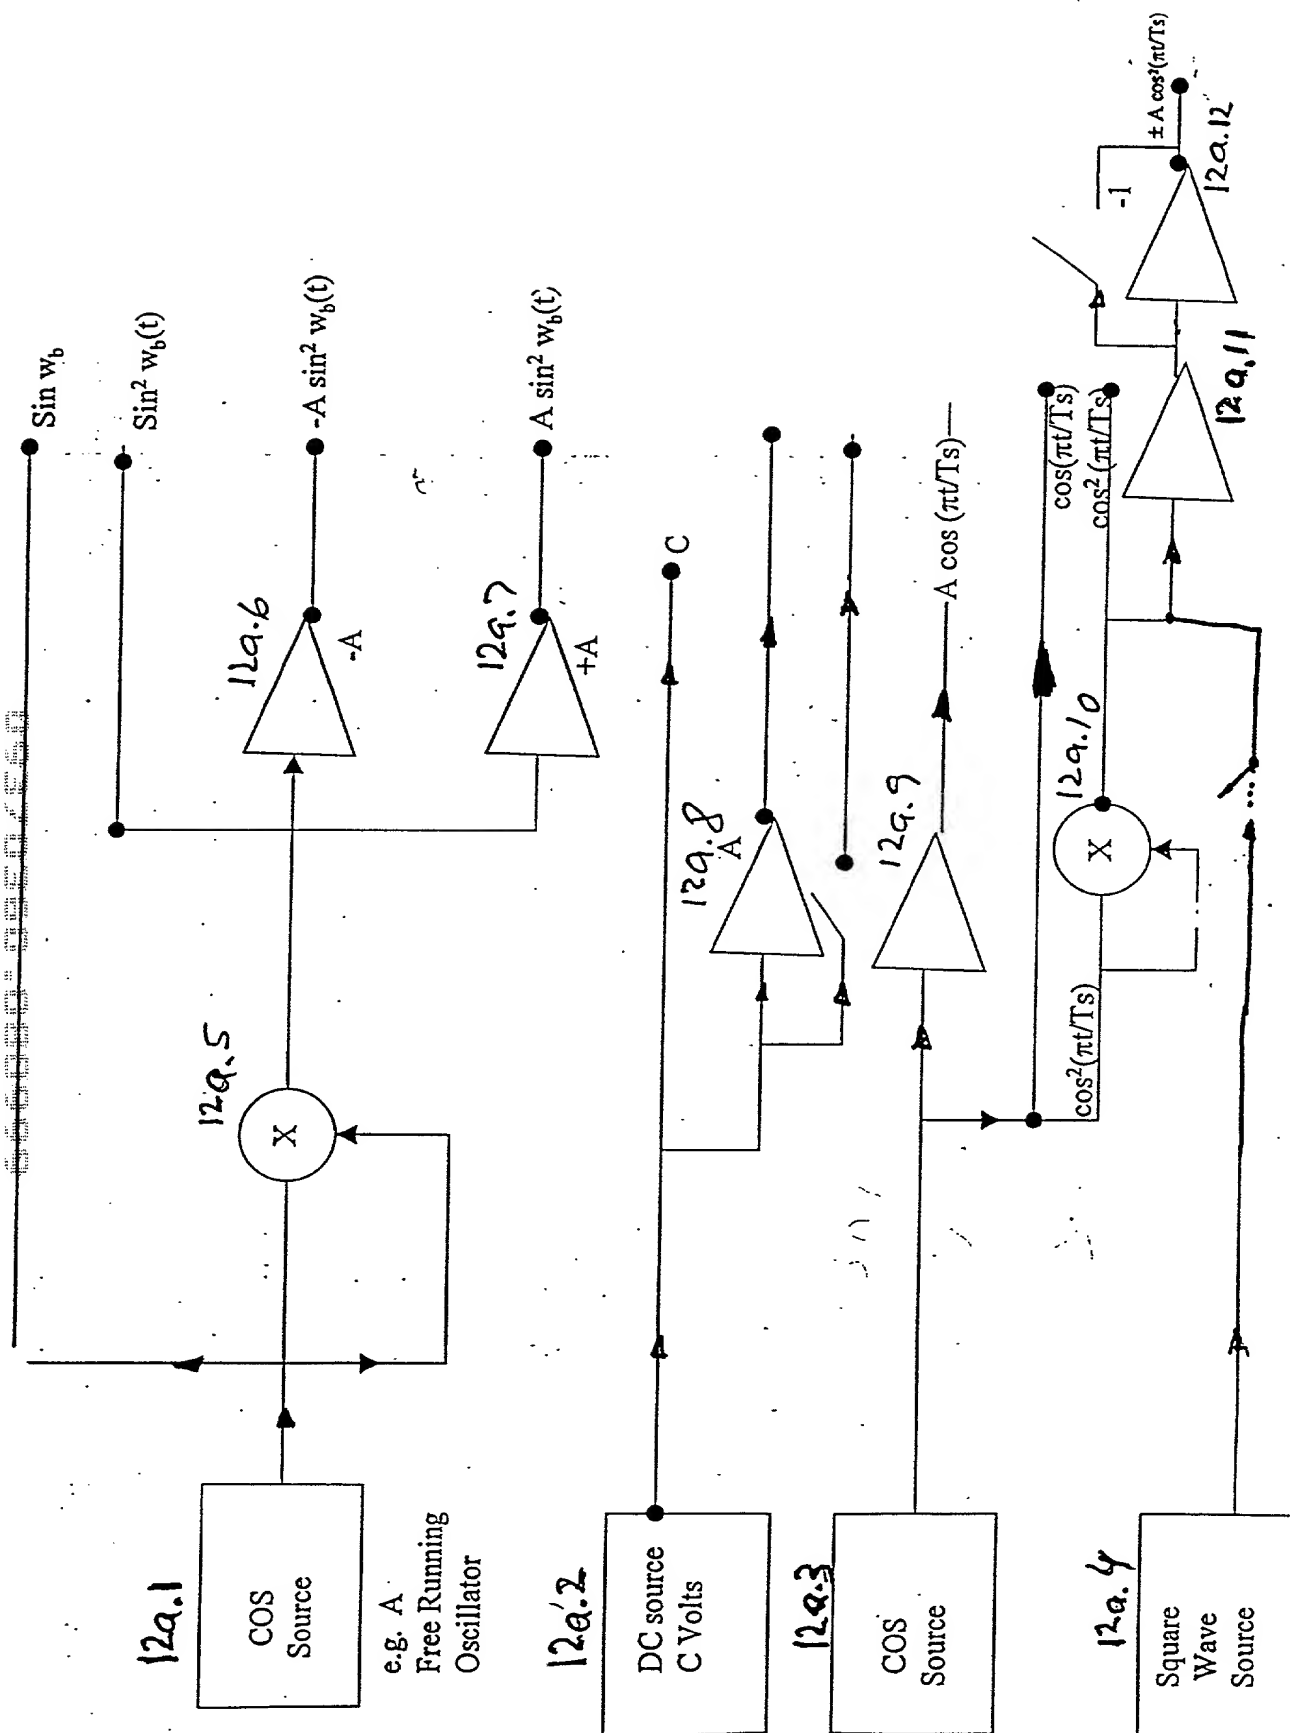 12a.1
COS
Source
e.g. A
Free Running
Oscillator
12a.5
X
12a.6
-A
12a.7
+A
Sin w_b
Sin² w_b(t)
-A sin² w_b(t)
A sin² w_b(t)
12a.2
DC source
C Volts
C
12a.8
A
12a.3
COS
Source
12a.9
A cos (πt/Ts)
cos²(πt/Ts)
X
12a.10
cos(πt/Ts)
cos²(πt/Ts)
12a.4
Square
Wave
Source
12a.11
-1
12a.12
± A cos²(πt/Ts)